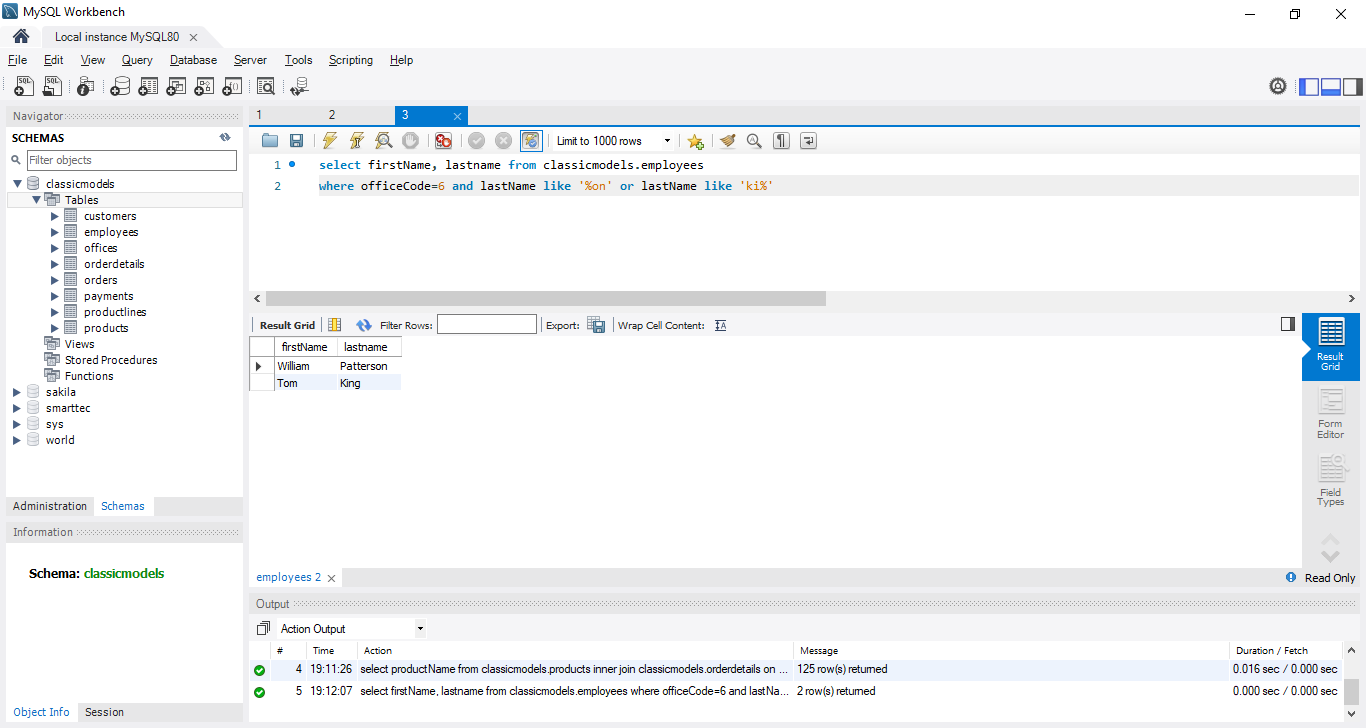 MySQL Workbench
Local instance MySQL80
File Edit View Query Database Server Tools Scripting Help
Navigator
SCHEMAS
Filter objects
classicmodels
Tables
customers
employees
offices
orderdetails
orders
payments
productlines
products
Views
Stored Procedures
Functions
sakila
smarttec
sys
world
Administration Schemas
Information
Schema: classicmodels
Object Info Session
1 2 3
Limit to 1000 rows
1 select firstName, lastname from classicmodels.employees
2 where officeCode=6 and lastName like '%on' or lastName like 'ki%'
Result Grid Filter Rows: Export: Wrap Cell Content:
firstName lastname
William Patterson
Tom King
Result
Grid
Form
Editor
Field
Types
employees 2
Read Only
Output
Action Output
# Time Action Message Duration / Fetch
4 19:11:26 select productName from classicmodels.products inner join classicmodels.orderdetails on ... 125 row(s) returned 0.016 sec / 0.000 sec
5 19:12:07 select firstName, lastname from classicmodels.employees where officeCode=6 and lastNa... 2 row(s) returned 0.000 sec / 0.000 sec